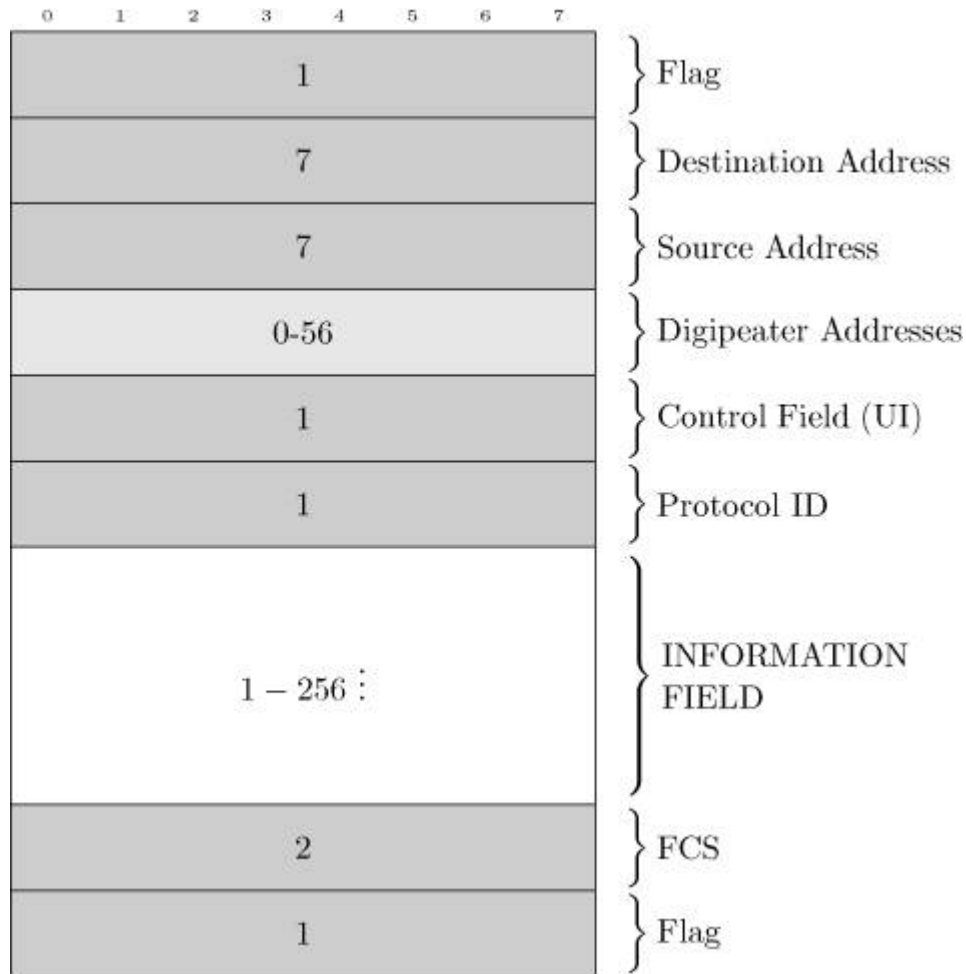 0 1 2 3 4 5 6 7
1 Flag
7 Destination Address
7 Source Address
0-56 Digipeater Addresses
1 Control Field (UI)
1 Protocol ID
1 – 256 ⋮ INFORMATION
FIELD
2 FCS
1 Flag